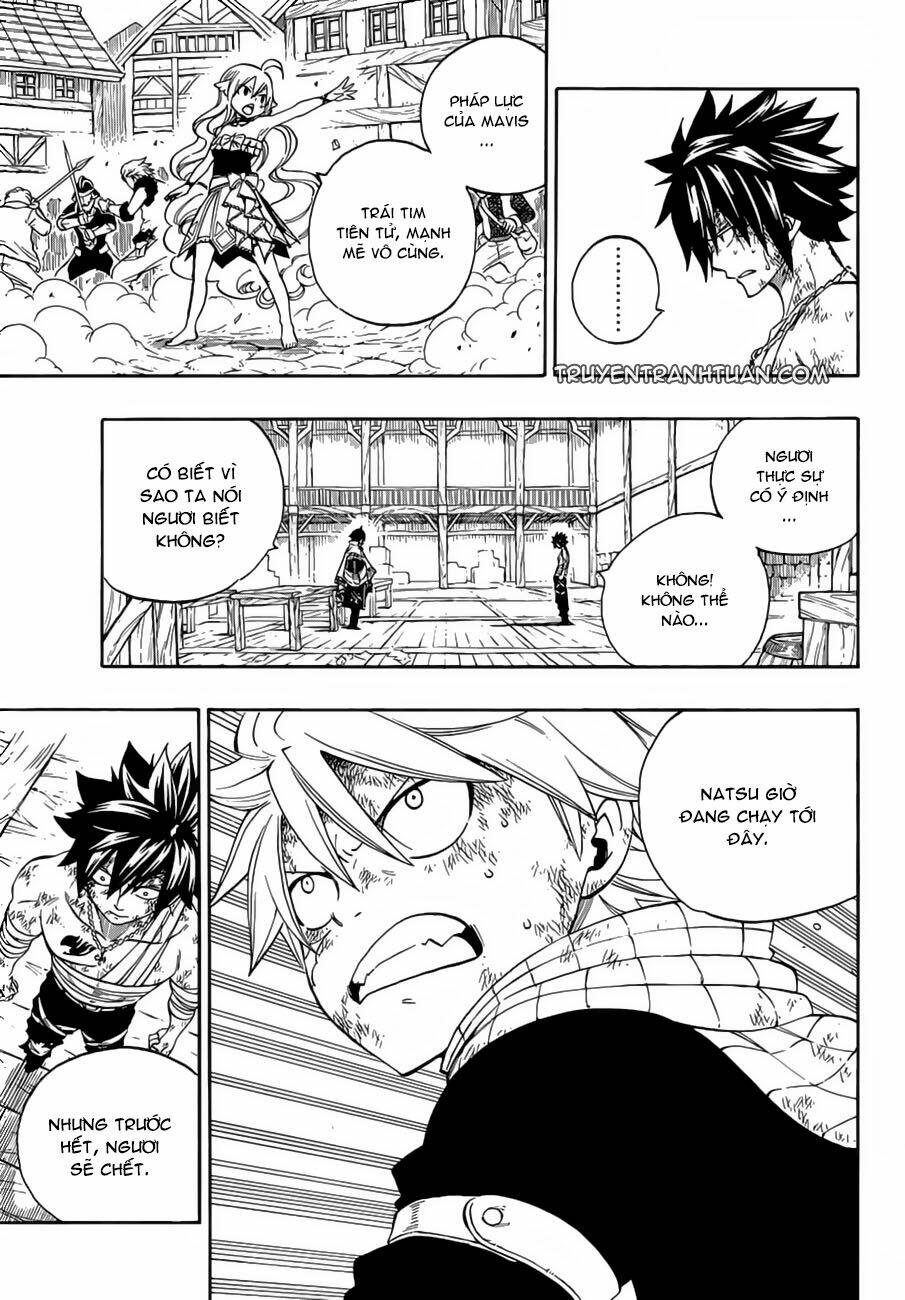 ..........
PHÁP LỰC
CỦA MAVIS
...
TRÁI TIM
TIÊN TỬ, MẠNH
MẼ VÔ CÙNG.
TRUYENTRANHTUAN.COM
NGƯƠI
THỰC SỰ
CÓ Ý ĐỊNH
...
KHÔNG!
KHÔNG THỂ
NÀO...
CÓ BIẾT VÌ
SAO TA NÓI
NGƯƠI BIẾT
KHÔNG?
NATSU GIỜ
ĐANG CHẠY TỚI
ĐÂY.
NHƯNG TRƯỚC
HẾT, NGƯƠI
SẼ CHẾT.